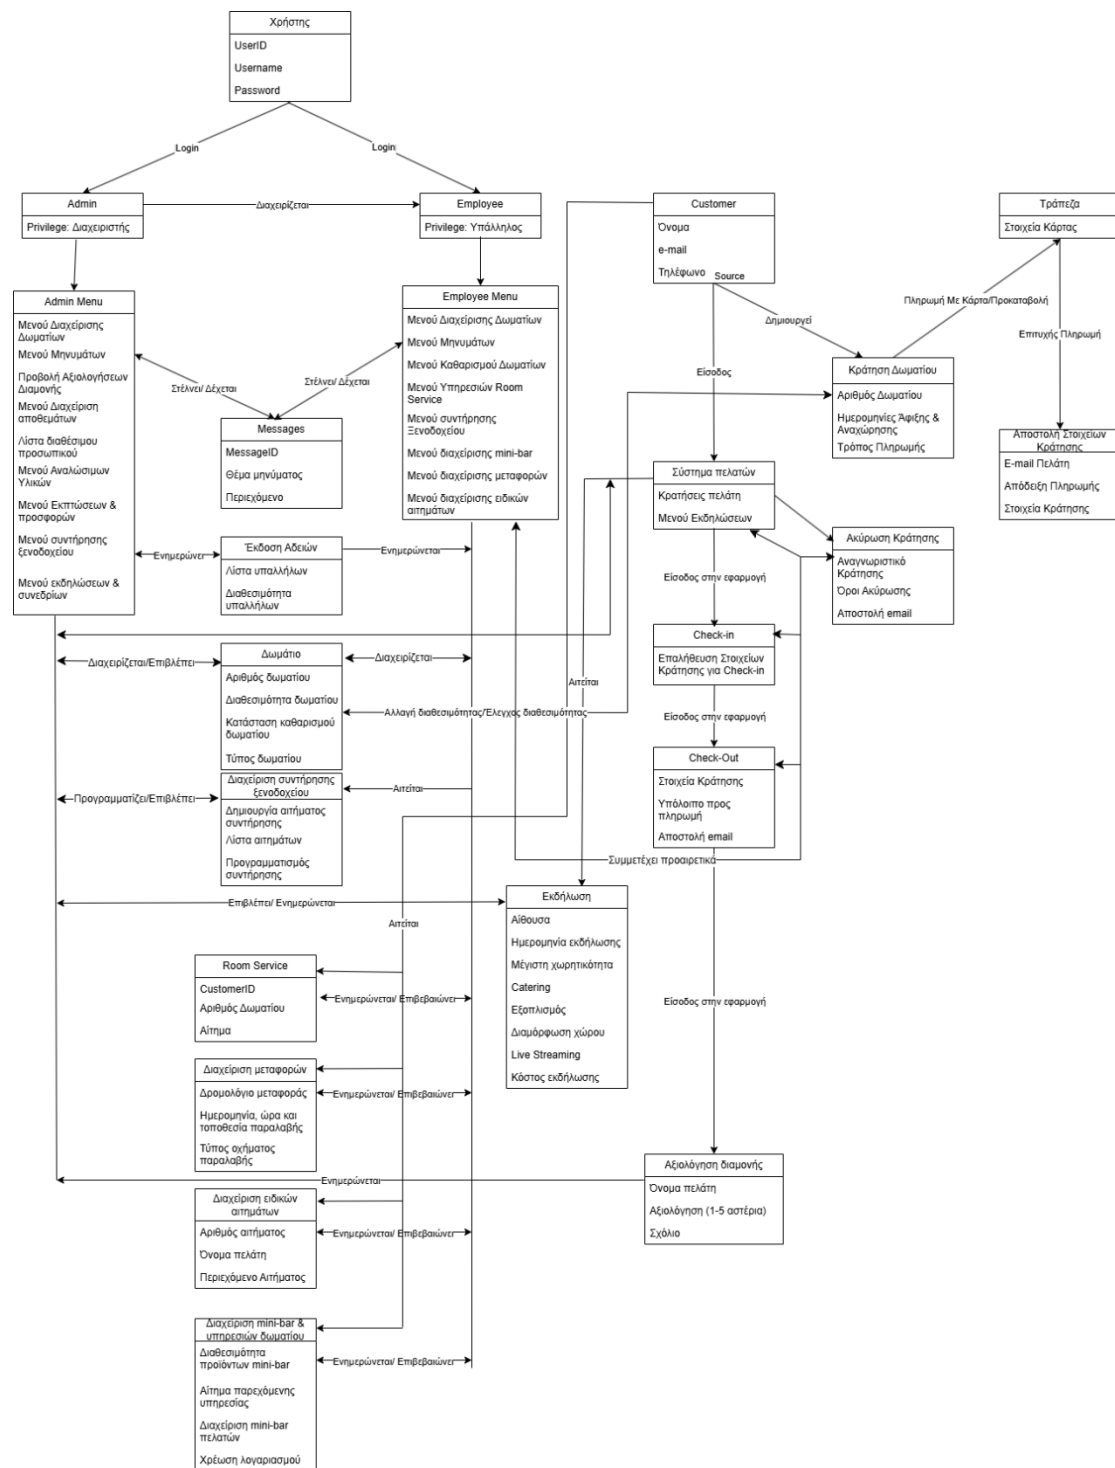 Χρήστης
UserID
Username
Password
Login
Login
Admin
Privilege: Διαχειριστής
Διαχειρίζεται
Employee
Privilege: Υπάλληλος
Customer
Όνομα
e-mail
Τηλέφωνο
Source
Τράπεζα
Στοιχεία Κάρτας
Admin Menu
Μενού Διαχείρισης
Δωματίων
Μενού Μηνυμάτων
Προβολή Αξιολογήσεων
Διαμονής
Μενού Διαχείριση
αποθεμάτων
Λίστα διαθέσιμου
προσωπικού
Μενού Αναλώσιμων
Υλικών
Μενού Εκπτώσεων &
προσφορών
Μενού συντήρησης
ξενοδοχείου
Μενού εκδηλώσεων &
συνεδρίων
Στέλνει/ Δέχεται
Στέλνει/ Δέχεται
Messages
MessageID
Θέμα μηνύματος
Περιεχόμενο
Employee Menu
Μενού Διαχείρισης Δωματίων
Μενού Μηνυμάτων
Μενού Καθαρισμού Δωματίων
Μενού Υπηρεσιών Room
Service
Μενού συντήρησης
Ξενοδοχείου
Μενού διαχείρισης mini-bar
Μενού διαχείρισης μεταφορών
Μενού διαχείρισης ειδικών
αιτημάτων
Δημιουργεί
Πληρωμή Με Κάρτα/Προκαταβολή
Επιτυχής Πληρωμή
Είσοδος
Κράτηση Δωματίου
Αριθμός Δωματίου
Ημερομηνίες Άφιξης &
Αναχώρησης
Τρόπος Πληρωμής
Αποστολή Στοιχείων
Κράτησης
E-mail Πελάτη
Απόδειξη Πληρωμής
Στοιχεία Κράτησης
Σύστημα πελατών
Κρατήσεις πελάτη
Μενού Εκδηλώσεων
Ακύρωση Κράτησης
Αναγνωριστικό
Κράτησης
Όροι Ακύρωσης
Αποστολή email
Ενημερώνει
Έκδοση Αδειών
Λίστα υπαλλήλων
Διαθεσιμότητα
υπαλλήλων
Ενημερώνεται
Είσοδος στην εφαρμογή
Check-in
Επαλήθευση Στοιχείων
Κράτησης για Check-in
Διαχειρίζεται/Επιβλέπει
Δωμάτιο
Αριθμός δωματίου
Διαθεσιμότητα δωματίου
Κατάσταση καθαρισμού
δωματίου
Τύπος δωματίου
Διαχειρίζεται
Αιτείται
Αλλαγή διαθεσιμότητας/Έλεγχος διαθεσιμότητας
Είσοδος στην εφαρμογή
Check-Out
Στοιχεία Κράτησης
Υπόλοιπο προς
πληρωμή
Αποστολή email
Προγραμματίζει/Επιβλέπει
Διαχείριση συντήρησης
ξενοδοχείου
Δημιουργία αιτήματος
συντήρησης
Λίστα αιτημάτων
Προγραμματισμός
συντήρησης
Αιτείται
Συμμετέχει προαιρετικά
Επιβλέπει/ Ενημερώνεται
Εκδήλωση
Αίθουσα
Ημερομηνία εκδήλωσης
Μέγιστη χωρητικότητα
Catering
Εξοπλισμός
Διαμόρφωση χώρου
Live Streaming
Κόστος εκδήλωσης
Αιτείται
Room Service
CustomerID
Αριθμός Δωματίου
Αίτημα
Ενημερώνεται/ Επιβεβαιώνει
Είσοδος στην εφαρμογή
Διαχείριση μεταφορών
Δρομολόγιο μεταφοράς
Ημερομηνία, ώρα και
τοποθεσία παραλαβής
Τύπος οχήματος
παραλαβής
Ενημερώνεται/ Επιβεβαιώνει
Ενημερώνεται
Αξιολόγηση διαμονής
Όνομα πελάτη
Αξιολόγηση (1-5 αστέρια)
Σχόλιο
Διαχείριση ειδικών
αιτημάτων
Αριθμός αιτήματος
Όνομα πελάτη
Περιεχόμενο Αιτήματος
Ενημερώνεται/ Επιβεβαιώνει
Διαχείριση mini-bar &
υπηρεσιών δωματίου
Διαθεσιμότητα
προϊόντων mini-bar
Αίτημα παρεχόμενης
υπηρεσίας
Διαχείριση mini-bar
πελατών
Χρέωση λογαριασμού
Ενημερώνεται/ Επιβεβαιώνει